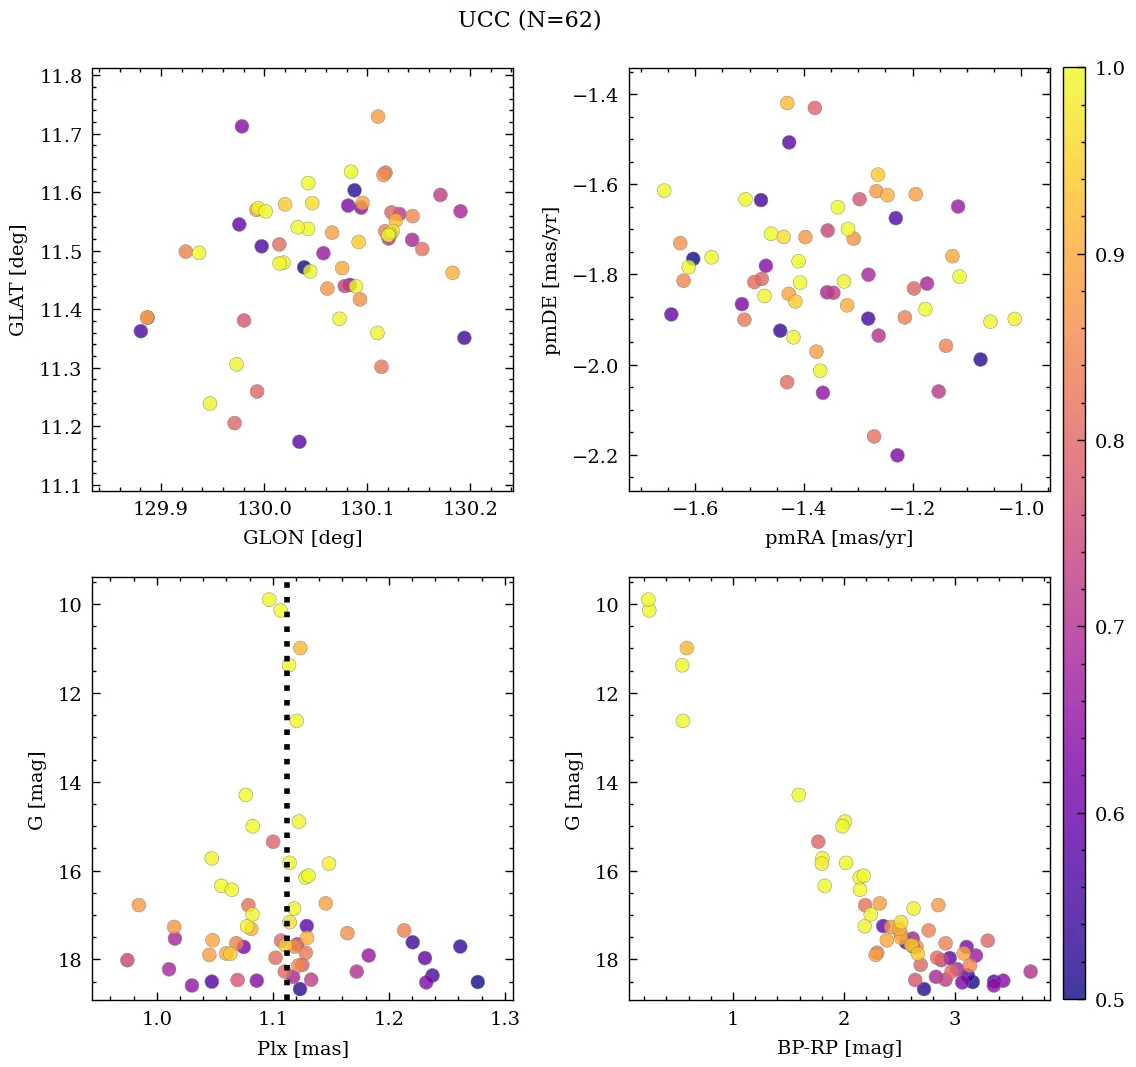 UCC (N=62)
11.8
11.7
11.6
11.5
11.4
11.3
11.2
11.1
GLAT [deg]
129.9 130.0 130.1 130.2
GLON [deg]
−1.4
−1.6
−1.8
−2.0
−2.2
pmDE [mas/yr]
−1.6 −1.4 −1.2 −1.0
pmRA [mas/yr]
10
12
14
16
18
G [mag]
1.0 1.1 1.2 1.3
Plx [mas]
10
12
14
16
18
G [mag]
1 2 3
BP-RP [mag]
1.0
0.9
0.8
0.7
0.6
0.5